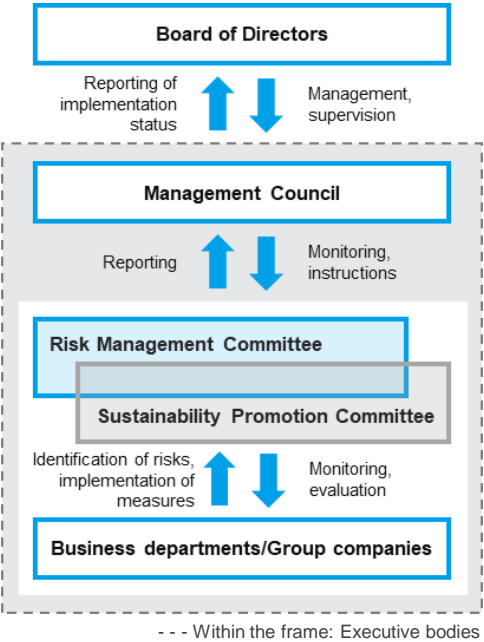 Board of Directors
Reporting of
implementation
status
Management,
supervision
Management Council
Reporting
Monitoring,
instructions
Risk Management Committee
Sustainability Promotion Committee
Identification of risks,
implementation of
measures
Monitoring,
evaluation
Business departments/Group companies
- - - Within the frame: Executive bodies